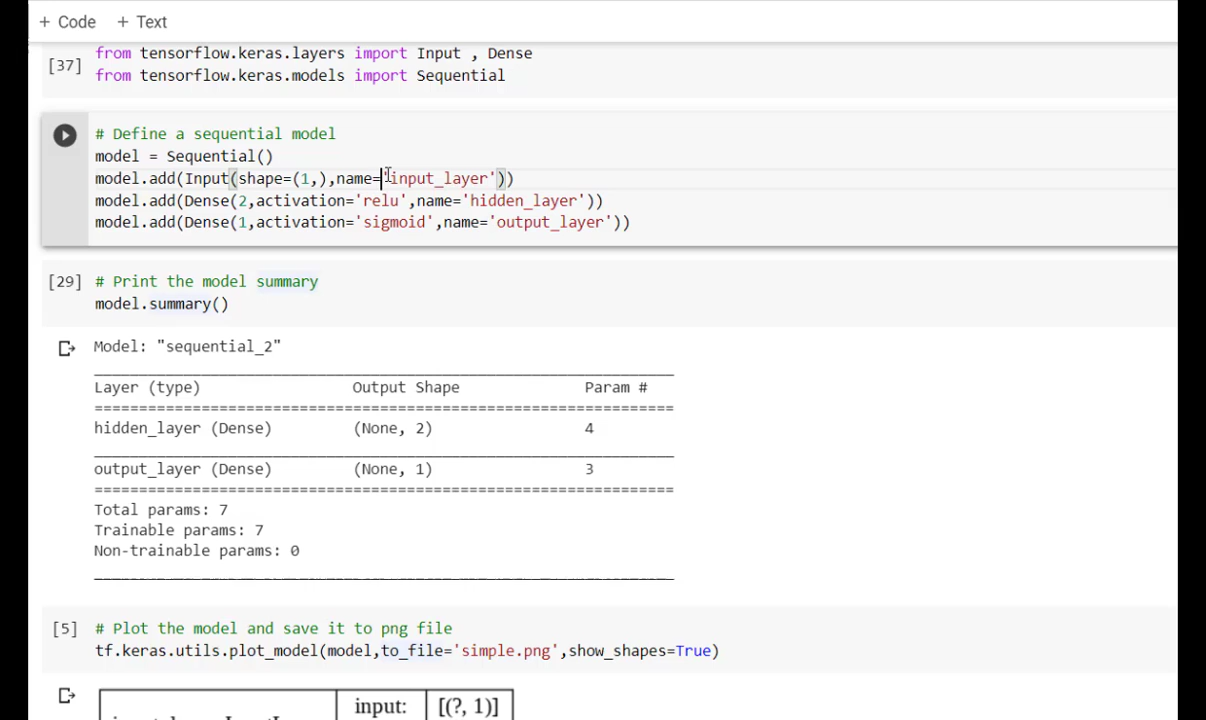 + Code + Text
[37] from tensorflow.keras.layers import Input , Dense
from tensorflow.keras.models import Sequential
# Define a sequential model
model = Sequential()
model.add(Input(shape=(1,),name='input_layer'))
model.add(Dense(2,activation='relu',name='hidden_layer'))
model.add(Dense(1,activation='sigmoid',name='output_layer'))
[29] # Print the model summary
model.summary()
Model: "sequential_2"
Layer (type) Output Shape Param #
hidden_layer (Dense) (None, 2) 4
output_layer (Dense) (None, 1) 3
Total params: 7
Trainable params: 7
Non-trainable params: 0
[5] # Plot the model and save it to png file
tf.keras.utils.plot_model(model,to_file='simple.png',show_shapes=True)
input: [(?, 1)]